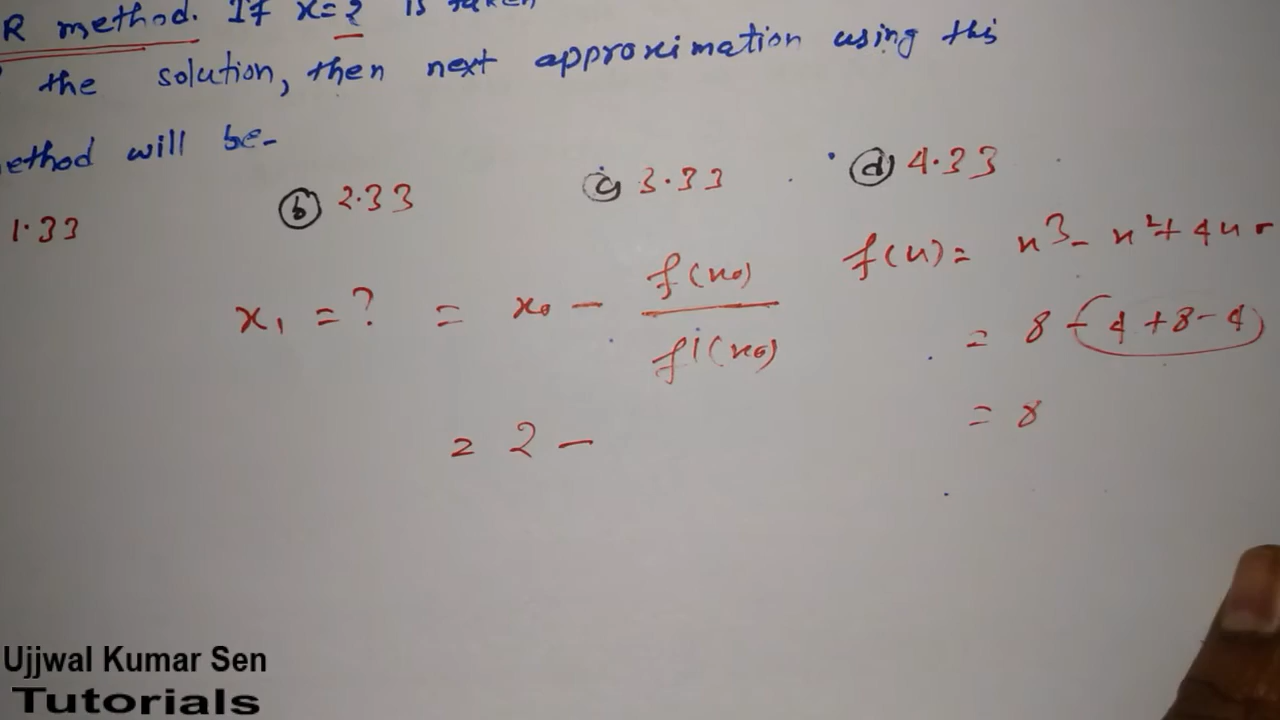 R method. If x=2 is taken
the solution, then next approximation using this
ethod will be-
1.33 (b) 2.33 (c) 3.33 (d) 4.33
x₁ = ? = x₀ - f(x₀) / f'(x₀)
f(x) = x³ - x² + 4x -
= 8 - 4 + 8 - 4
= 8
= 2 -
Ujjwal Kumar Sen
Tutorials